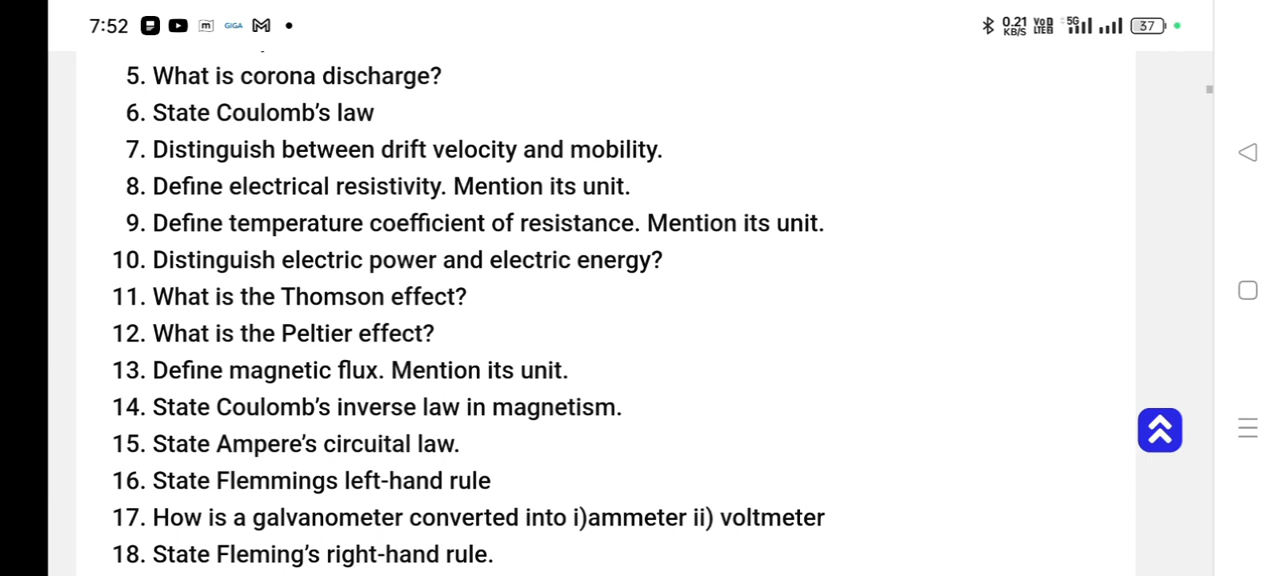 7:52 m GIGA M 0.21 KB/S VoD LTE 5G 37
5. What is corona discharge?
6. State Coulomb’s law
7. Distinguish between drift velocity and mobility.
8. Define electrical resistivity. Mention its unit.
9. Define temperature coefficient of resistance. Mention its unit.
10. Distinguish electric power and electric energy?
11. What is the Thomson effect?
12. What is the Peltier effect?
13. Define magnetic flux. Mention its unit.
14. State Coulomb’s inverse law in magnetism.
15. State Ampere’s circuital law.
16. State Flemmings left-hand rule
17. How is a galvanometer converted into i)ammeter ii) voltmeter
18. State Fleming’s right-hand rule.